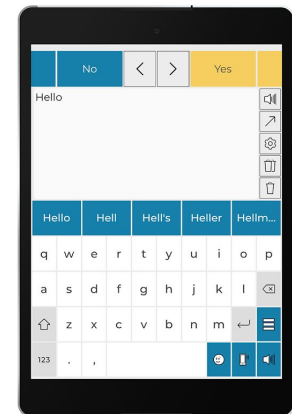 No < > Yes
Hello
Hello Hell Hell's Heller Hellm...
q w e r t y u i o p
a s d f g h j k l
z x c v b n m
123 . ,